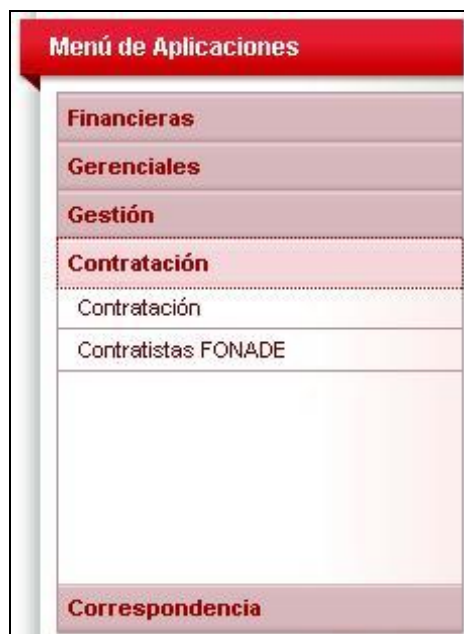 Menú de Aplicaciones
Financieras
Gerenciales
Gestión
Contratación
Contratación
Contratistas FONADE
Correspondencia